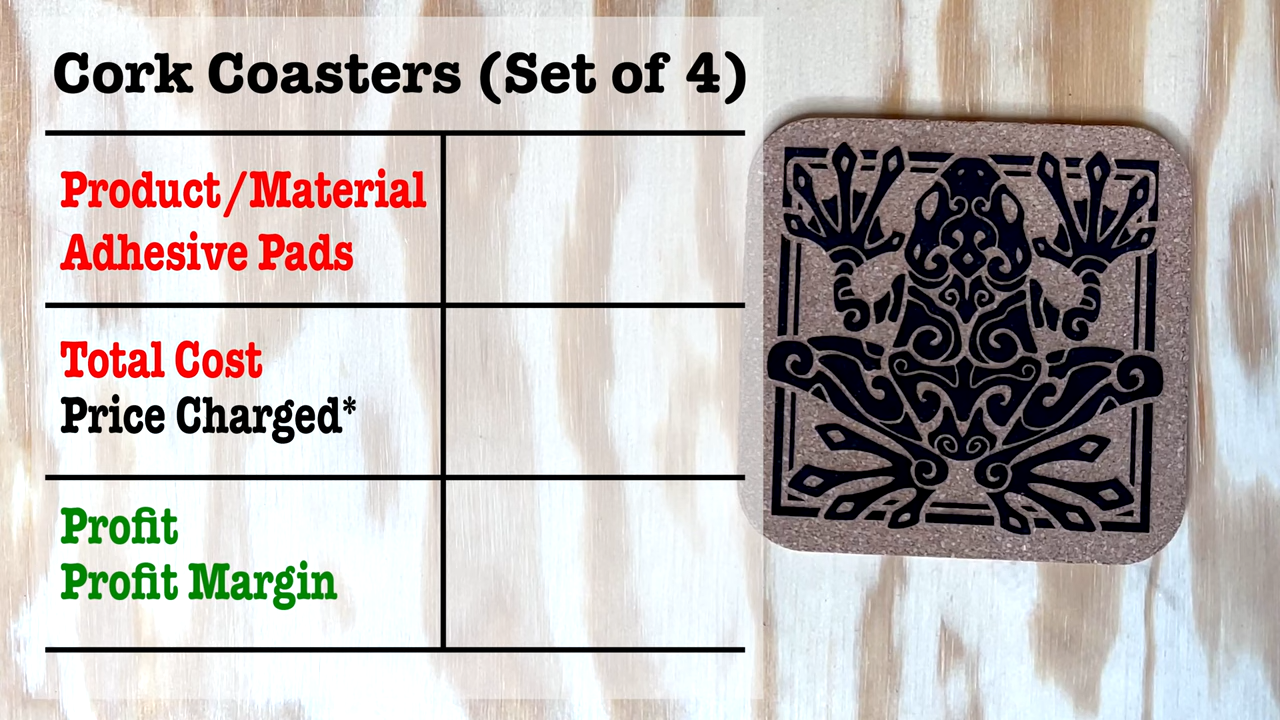 Cork Coasters (Set of 4)
Product/Material
Adhesive Pads
Total Cost
Price Charged*
Profit
Profit Margin